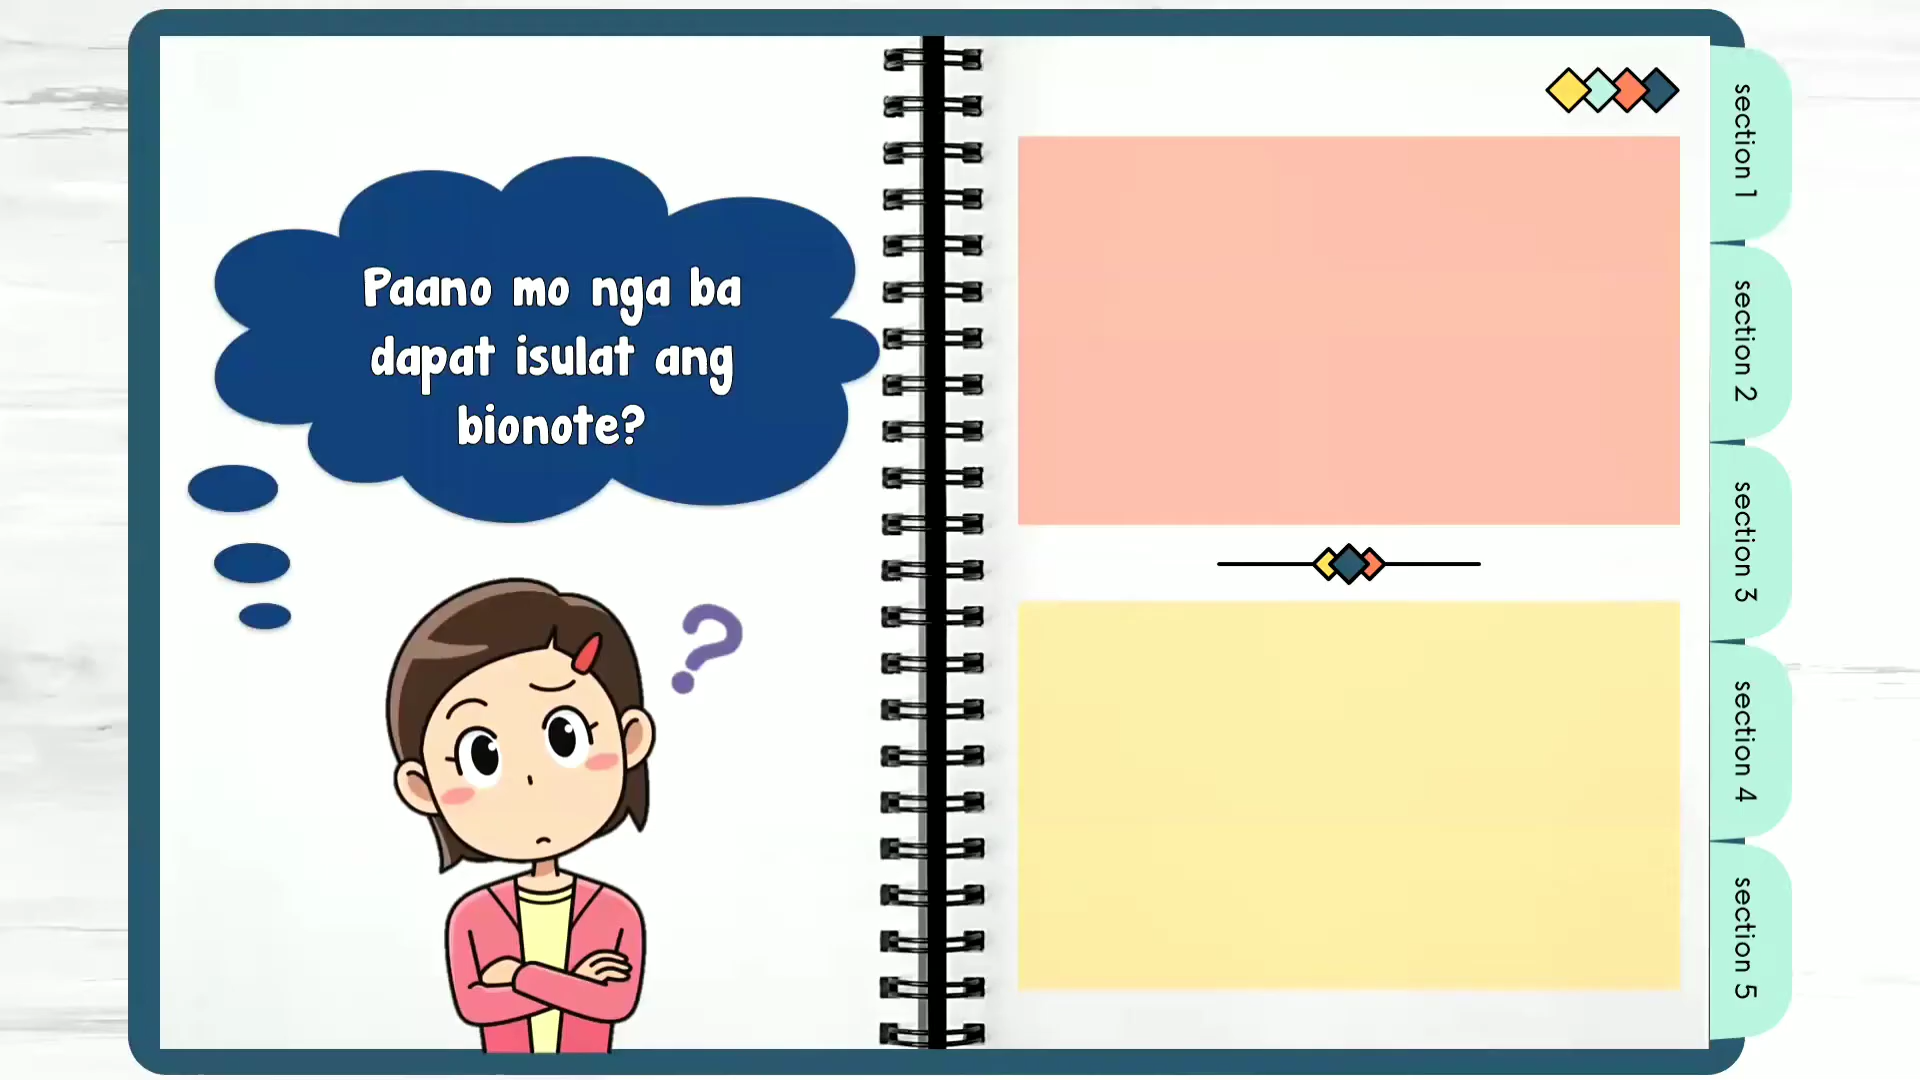 Paano mo nga ba
dapat isulat ang
bionote?
section 1
section 2
section 3
section 4
section 5